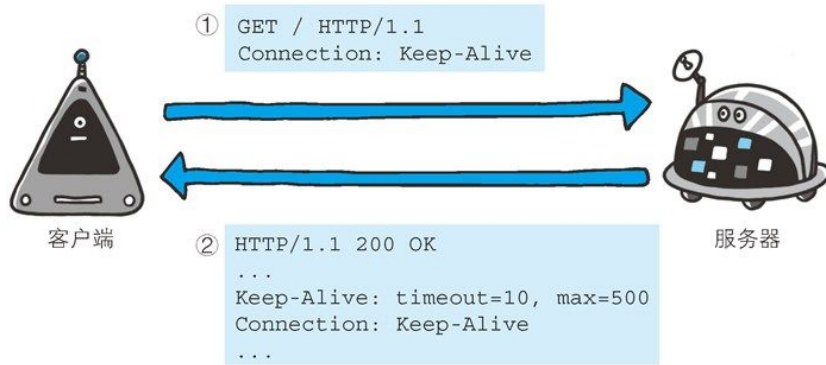 ① GET / HTTP/1.1
Connection: Keep-Alive
客户端
服务器
② HTTP/1.1 200 OK
...
Keep-Alive: timeout=10, max=500
Connection: Keep-Alive
...